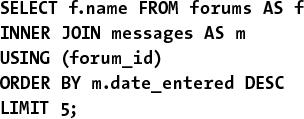 SELECT f.name FROM forums AS f
INNER JOIN messages AS m
USING (forum_id)
ORDER BY m.date_entered DESC
LIMIT 5;